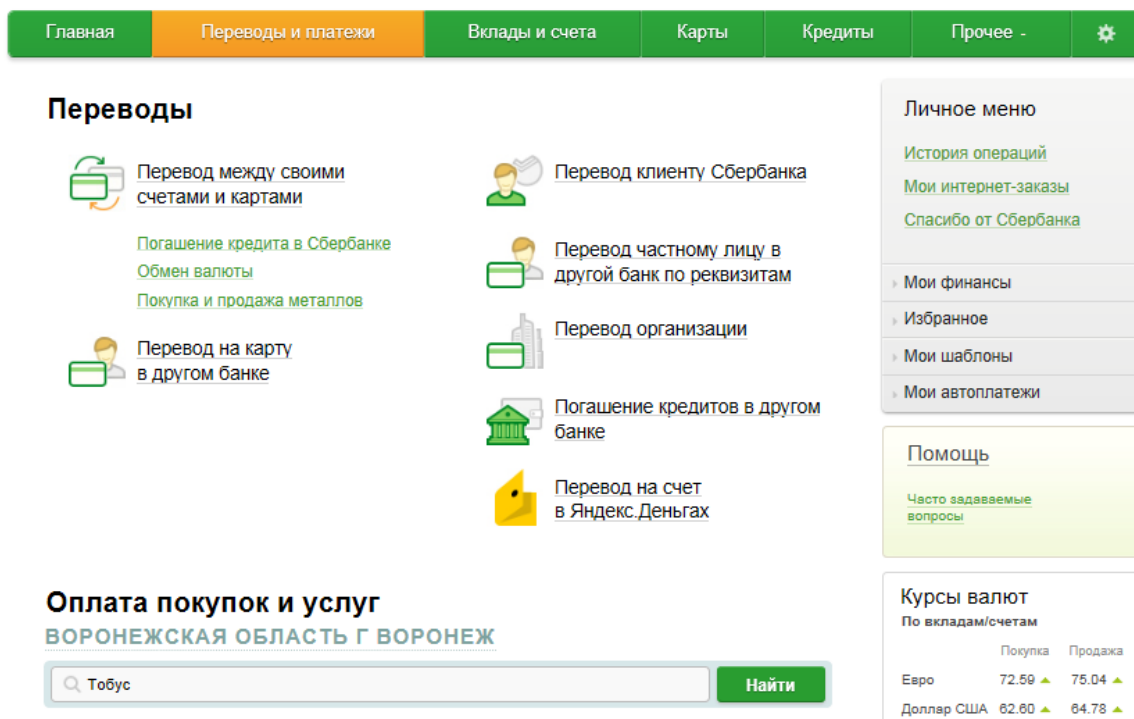 Главная Переводы и платежи Вклады и счета Карты Кредиты Прочее -
Переводы
Перевод между своими
счетами и картами
Погашение кредита в Сбербанке
Обмен валюты
Покупка и продажа металлов
Перевод на карту
в другом банке
Перевод клиенту Сбербанка
Перевод частному лицу в
другой банк по реквизитам
Перевод организации
Погашение кредитов в другом
банке
Перевод на счет
в Яндекс.Деньгах
Оплата покупок и услуг
ВОРОНЕЖСКАЯ ОБЛАСТЬ Г ВОРОНЕЖ
Тобус Найти
Личное меню
История операций
Мои интернет-заказы
Спасибо от Сбербанка
Мои финансы
Избранное
Мои шаблоны
Мои автоплатежи
Помощь
Часто задаваемые
вопросы
Курсы валют
По вкладам/счетам
Покупка Продажа
Евро 72.59 75.04
Доллар США 62.60 64.78